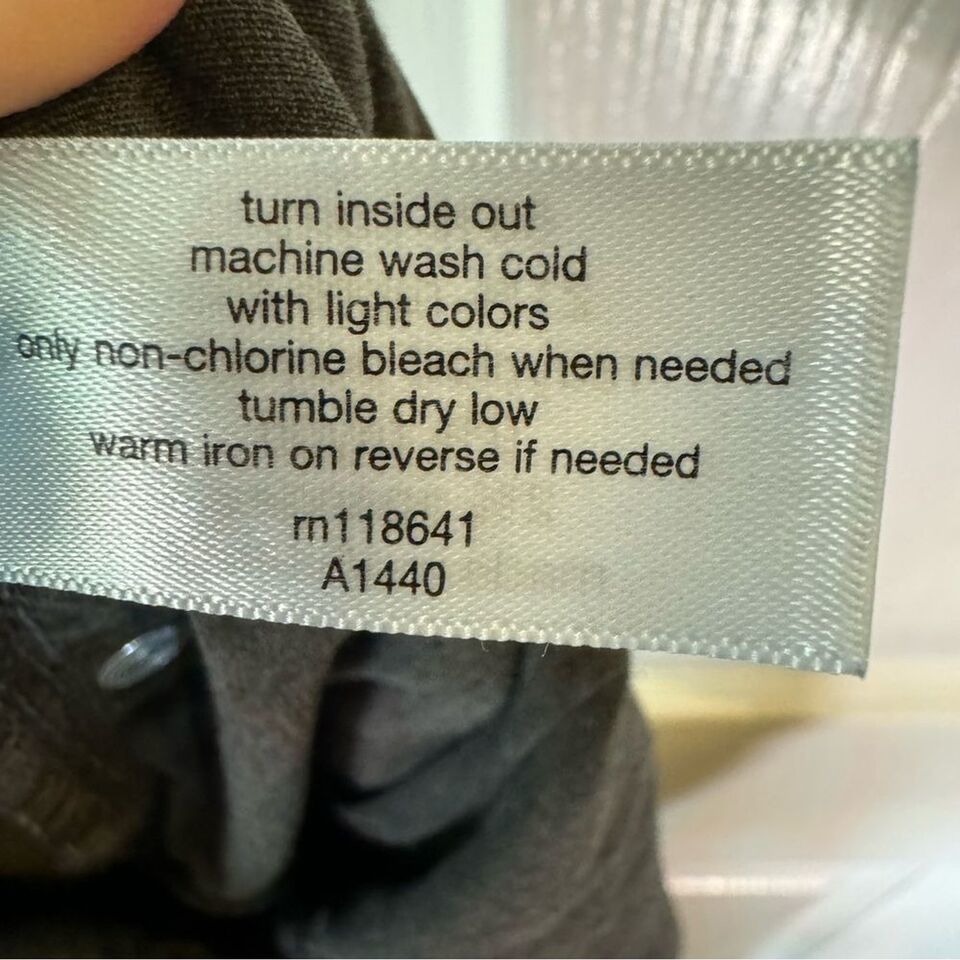 turn inside out
machine wash cold
with light colors
only non-chlorine bleach when needed
tumble dry low
warm iron on reverse if needed
rn118641
A1440